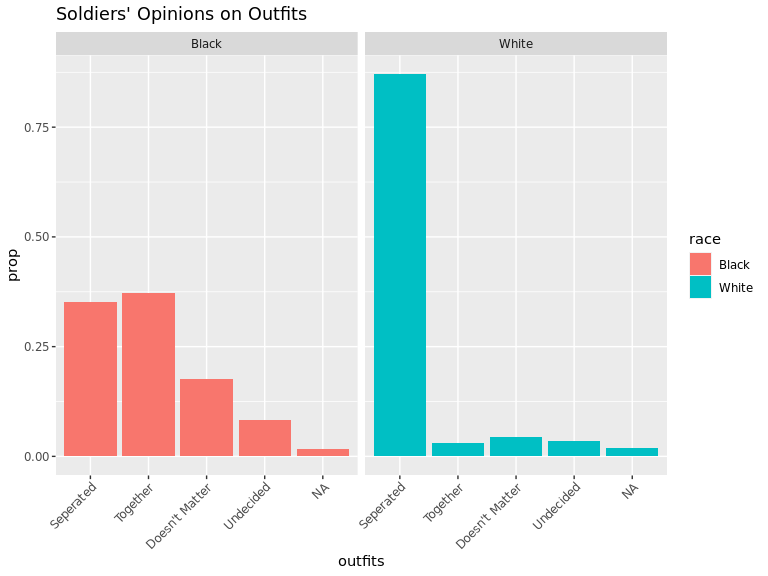 Soldiers' Opinions on Outfits
Black
White
prop
0.75
0.50
0.25
0.00
Seperated
Together
Doesn't Matter
Undecided
NA
Seperated
Together
Doesn't Matter
Undecided
NA
outfits
race
Black
White